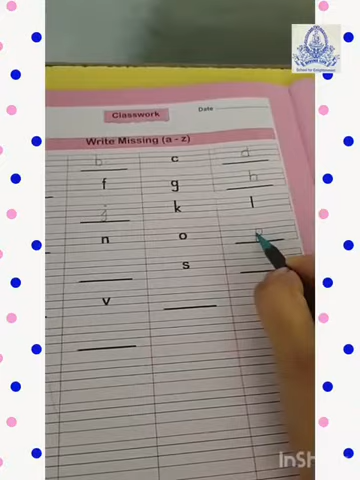 Classwork
Date
Write Missing (a - z)
b c d
f g h
j k l
n o p
s
v
InSh